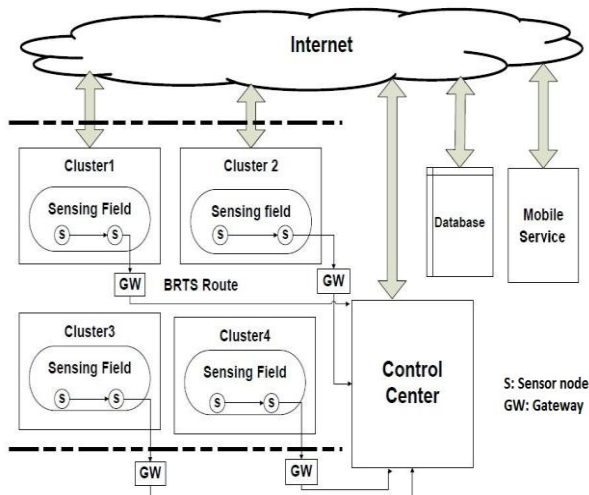 Internet
Cluster1
Sensing Field
S
S
GW
Cluster 2
Sensing field
S
S
GW
BRTS Route
Database
Mobile
Service
Cluster3
Sensing Field
S
S
GW
Cluster4
Sensing Field
S
S
GW
Control
Center
S: Sensor node
GW: Gateway